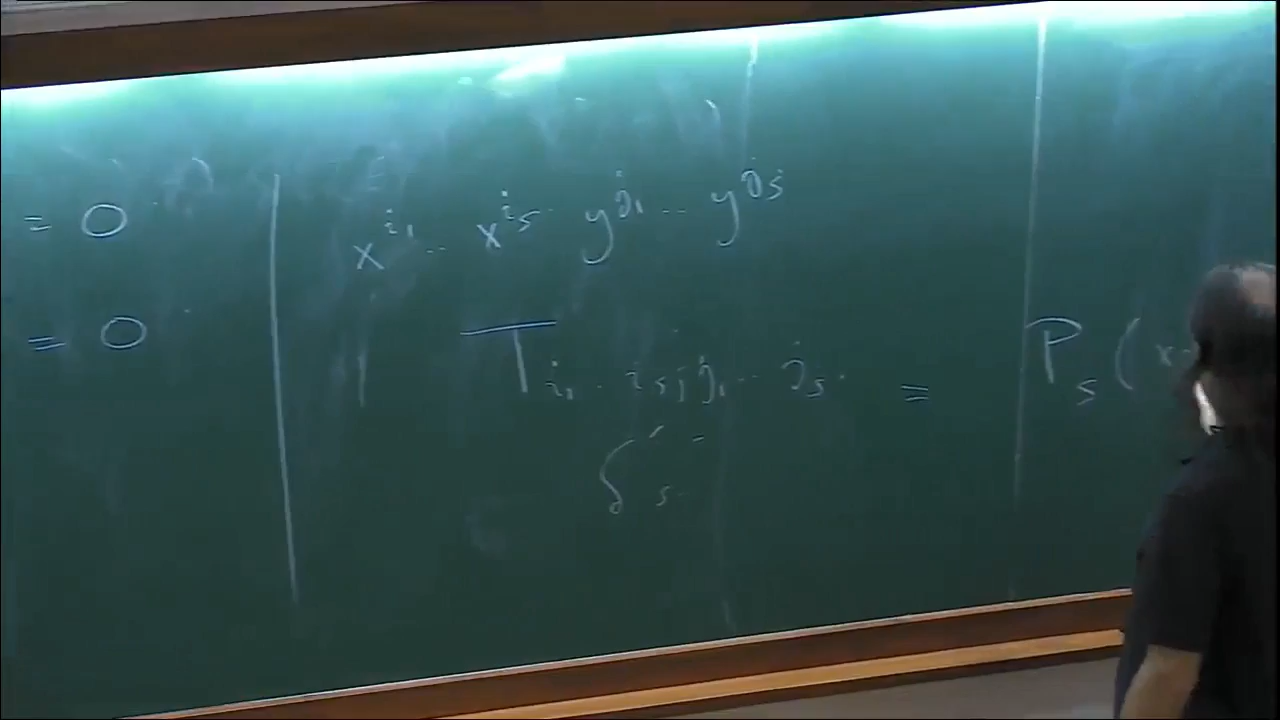 = 0
= 0
x^{i_1} .. x^{i_s} y^{j_1} .. y^{j_s}
T_{i_1 .. i_s ; j_1 .. j_s} = P_s ( x ·